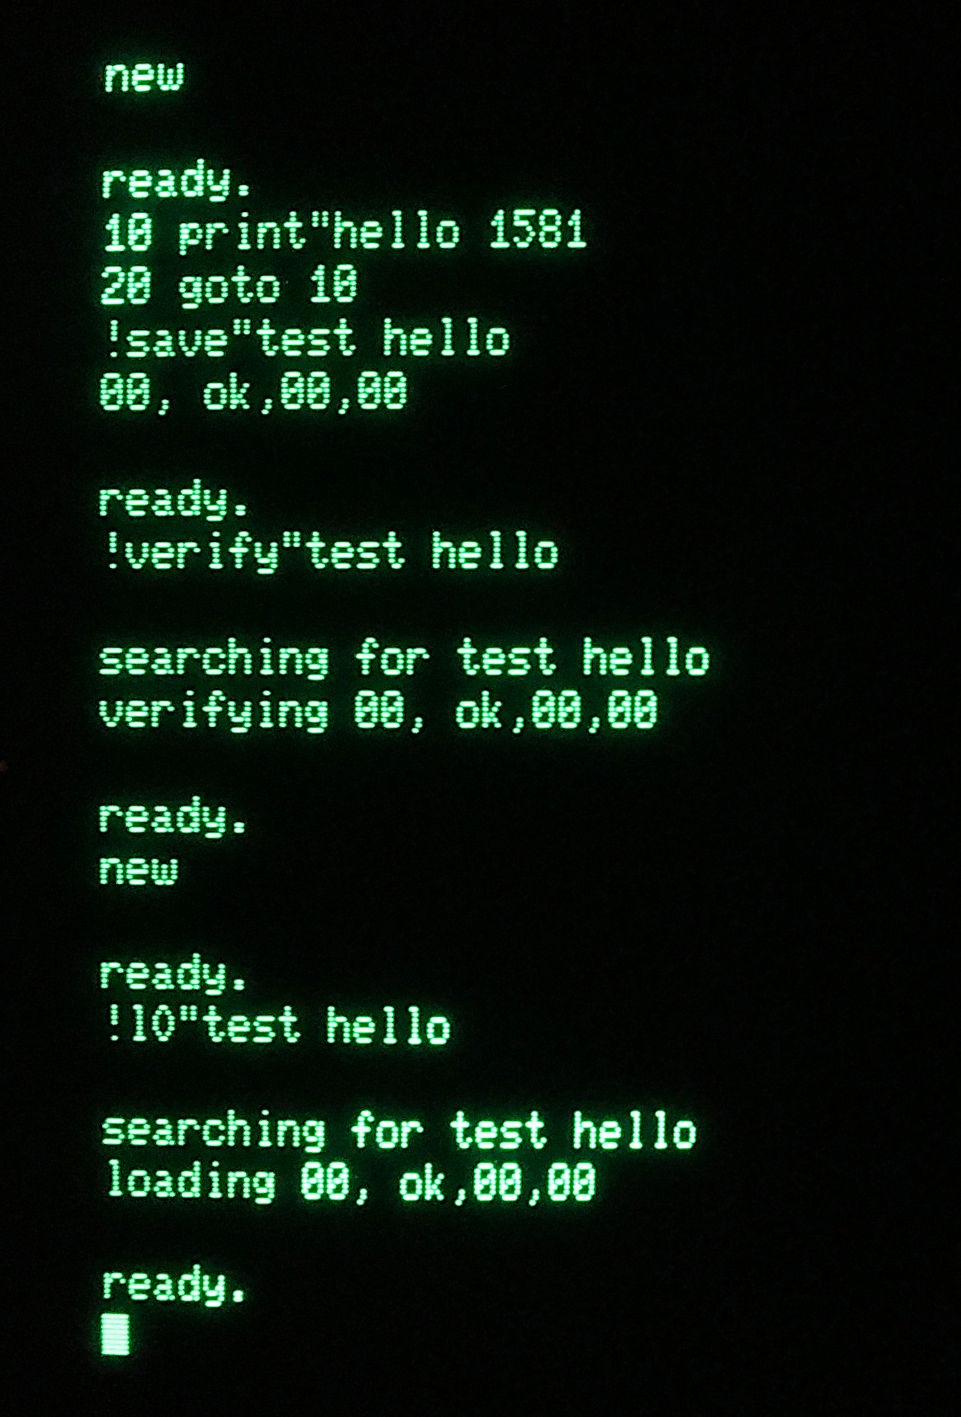 new
ready.
10 print"hello 1581
20 goto 10
!save"test hello
00, ok,00,00
ready.
!verify"test hello
searching for test hello
verifying 00, ok,00,00
ready.
new
ready.
!lO"test hello
searching for test hello
loading 00, ok,00,00
ready.